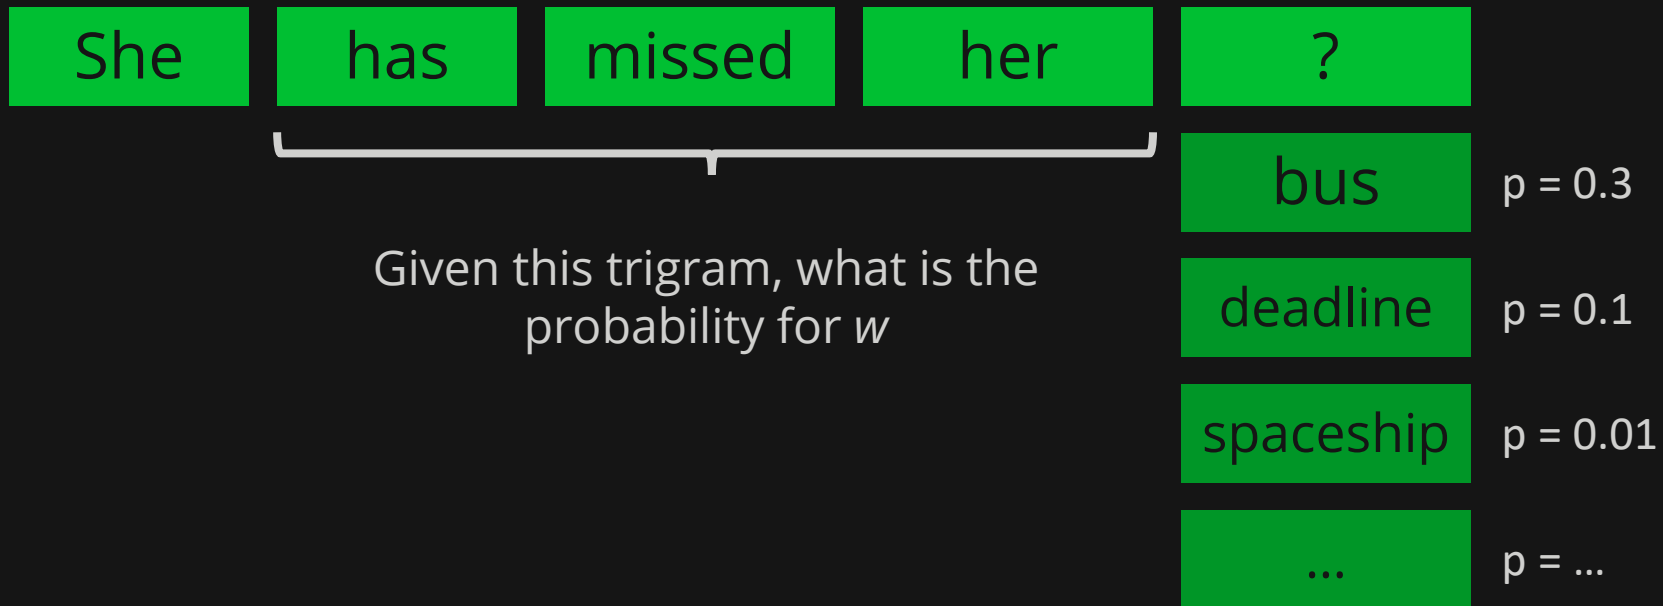 She has missed her ?
bus p = 0.3
Given this trigram, what is the
probability for w
deadline p = 0.1
spaceship p = 0.01
... p = ...